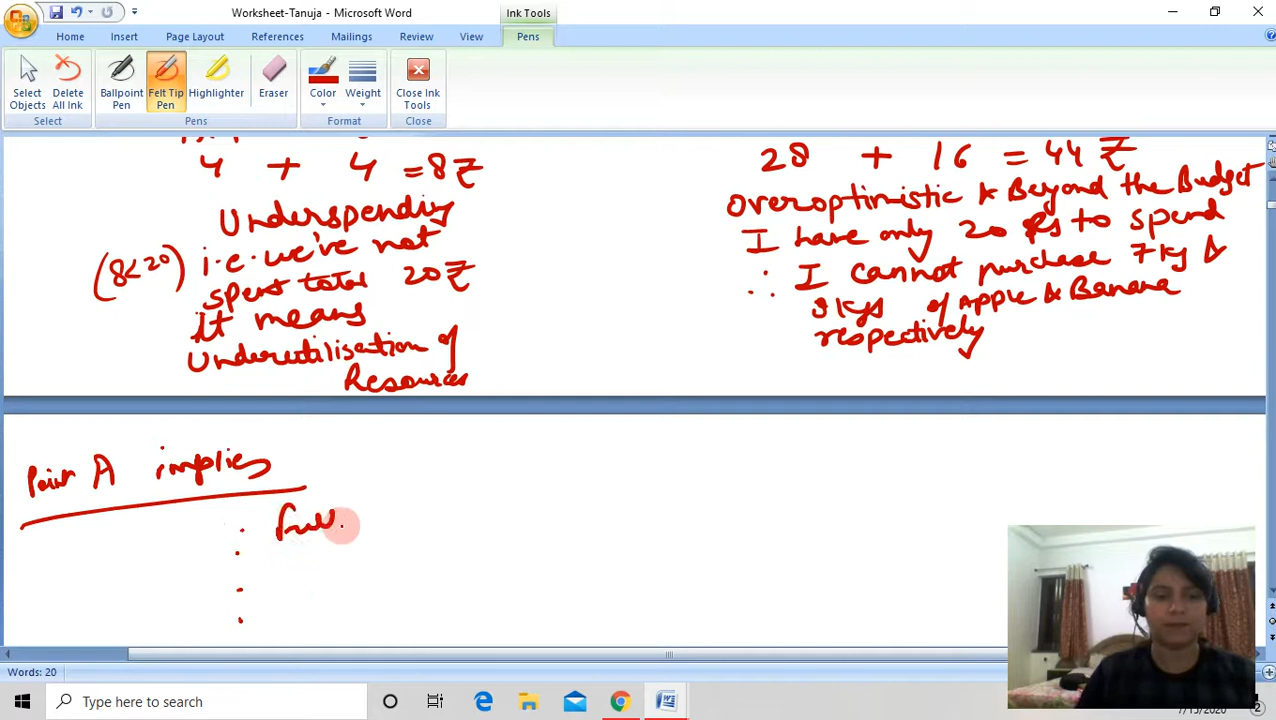 Worksheet-Tanuja - Microsoft Word
Ink Tools
Home
Insert
Page Layout
References
Mailings
Review
View
Pens
Select Objects
Delete All Ink
Ballpoint Pen
Felt Tip Pen
Highlighter
Eraser
Color
Weight
Close Ink Tools
Select
Pens
Format
Close
4 + 4 = 8₹
Underspending
(8<20) i.e. we've not
spent total 20₹
it means
Underutilisation of
Resources
28 + 16 = 44₹
Overoptimistic & Beyond the Budget
I have only 20 Rs to spend
∴ I cannot purchase 7kg &
kgs of Apple & Banana
respectively
Point A implies
Full
Words: 20
Type here to search
7/15/2020